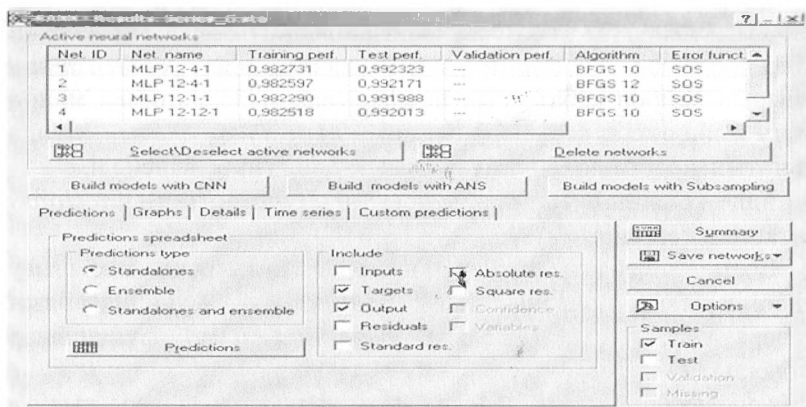 SANN - Results: Series_G.sta
Active neural networks
Net. ID Net. name Training perf. Test perf. Validation perf. Algorithm Error funct.
1 MLP 12-4-1 0,982731 0,992323 --- BFGS 10 SOS
2 MLP 12-4-1 0,982597 0,992171 --- BFGS 12 SOS
3 MLP 12-1-1 0,982290 0,991988 --- BFGS 10 SOS
4 MLP 12-12-1 0,982518 0,992013 --- BFGS 10 SOS
Select\Deselect active networks Delete networks
Build models with CNN Build models with ANS Build models with Subsampling
Predictions Graphs Details Time series Custom predictions
Summary
Predictions spreadsheet
Predictions type Include
Save networks
Standalones Inputs Absolute res.
Cancel
Ensemble Targets Square res.
Options
Standalones and ensemble Output Confidence
Samples
Residuals Variables
Train
Predictions Standard res.
Test
Validation
Missing